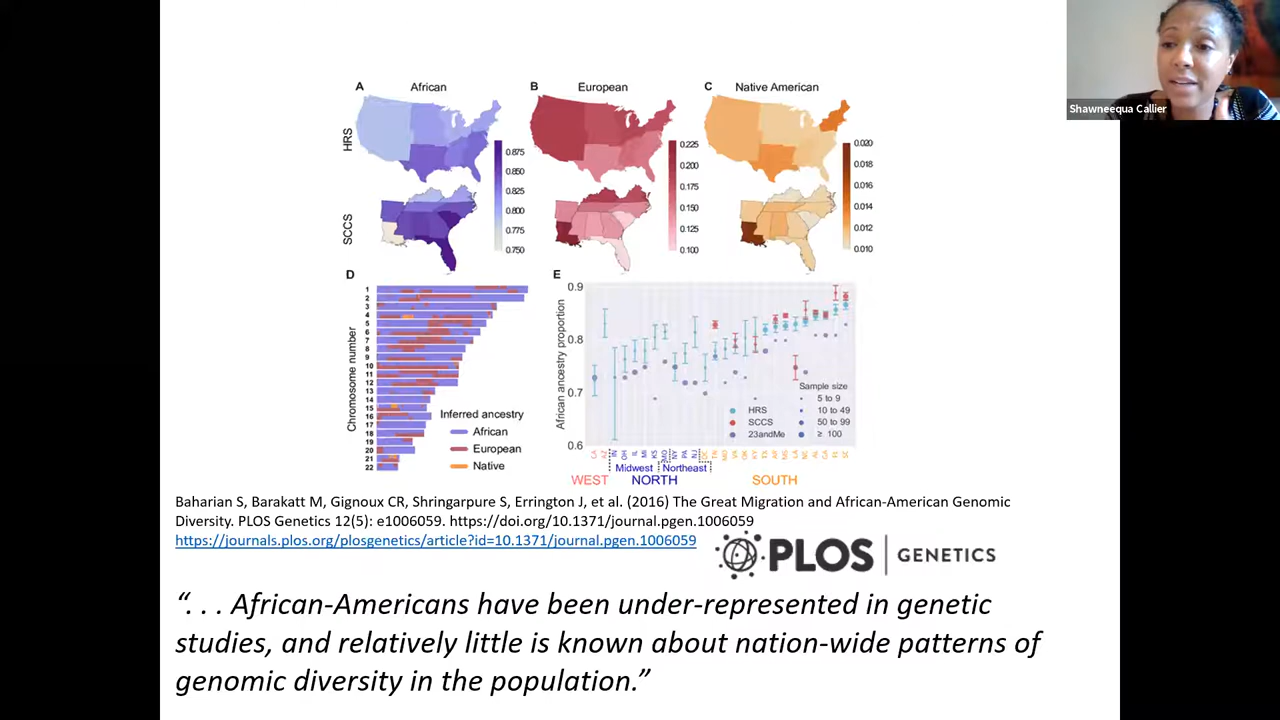 Shawneequa Callier
A African
B European
C Native American
HRS
0.875
0.850
0.825
0.800
0.775
0.750
0.225
0.200
0.175
0.150
0.125
0.100
0.020
0.018
0.016
0.014
0.012
0.010
SCCS
D
Chromosome number
1
2
3
4
5
6
7
8
9
10
11
12
13
14
15
16
17
18
19
20
21
22
Inferred ancestry
African
European
Native
E
African ancestry proportion
0.9
0.8
0.7
0.6
Sample size
5 to 9
10 to 49
50 to 99
≥ 100
HRS
SCCS
23andMe
Midwest
Northeast
WEST
NORTH
SOUTH
Baharian S, Barakatt M, Gignoux CR, Shringarpure S, Errington J, et al. (2016) The Great Migration and African-American Genomic
Diversity. PLOS Genetics 12(5): e1006059. https://doi.org/10.1371/journal.pgen.1006059
https://journals.plos.org/plosgenetics/article?id=10.1371/journal.pgen.1006059
PLOS | GENETICS
“. . . African-Americans have been under-represented in genetic
studies, and relatively little is known about nation-wide patterns of
genomic diversity in the population.”